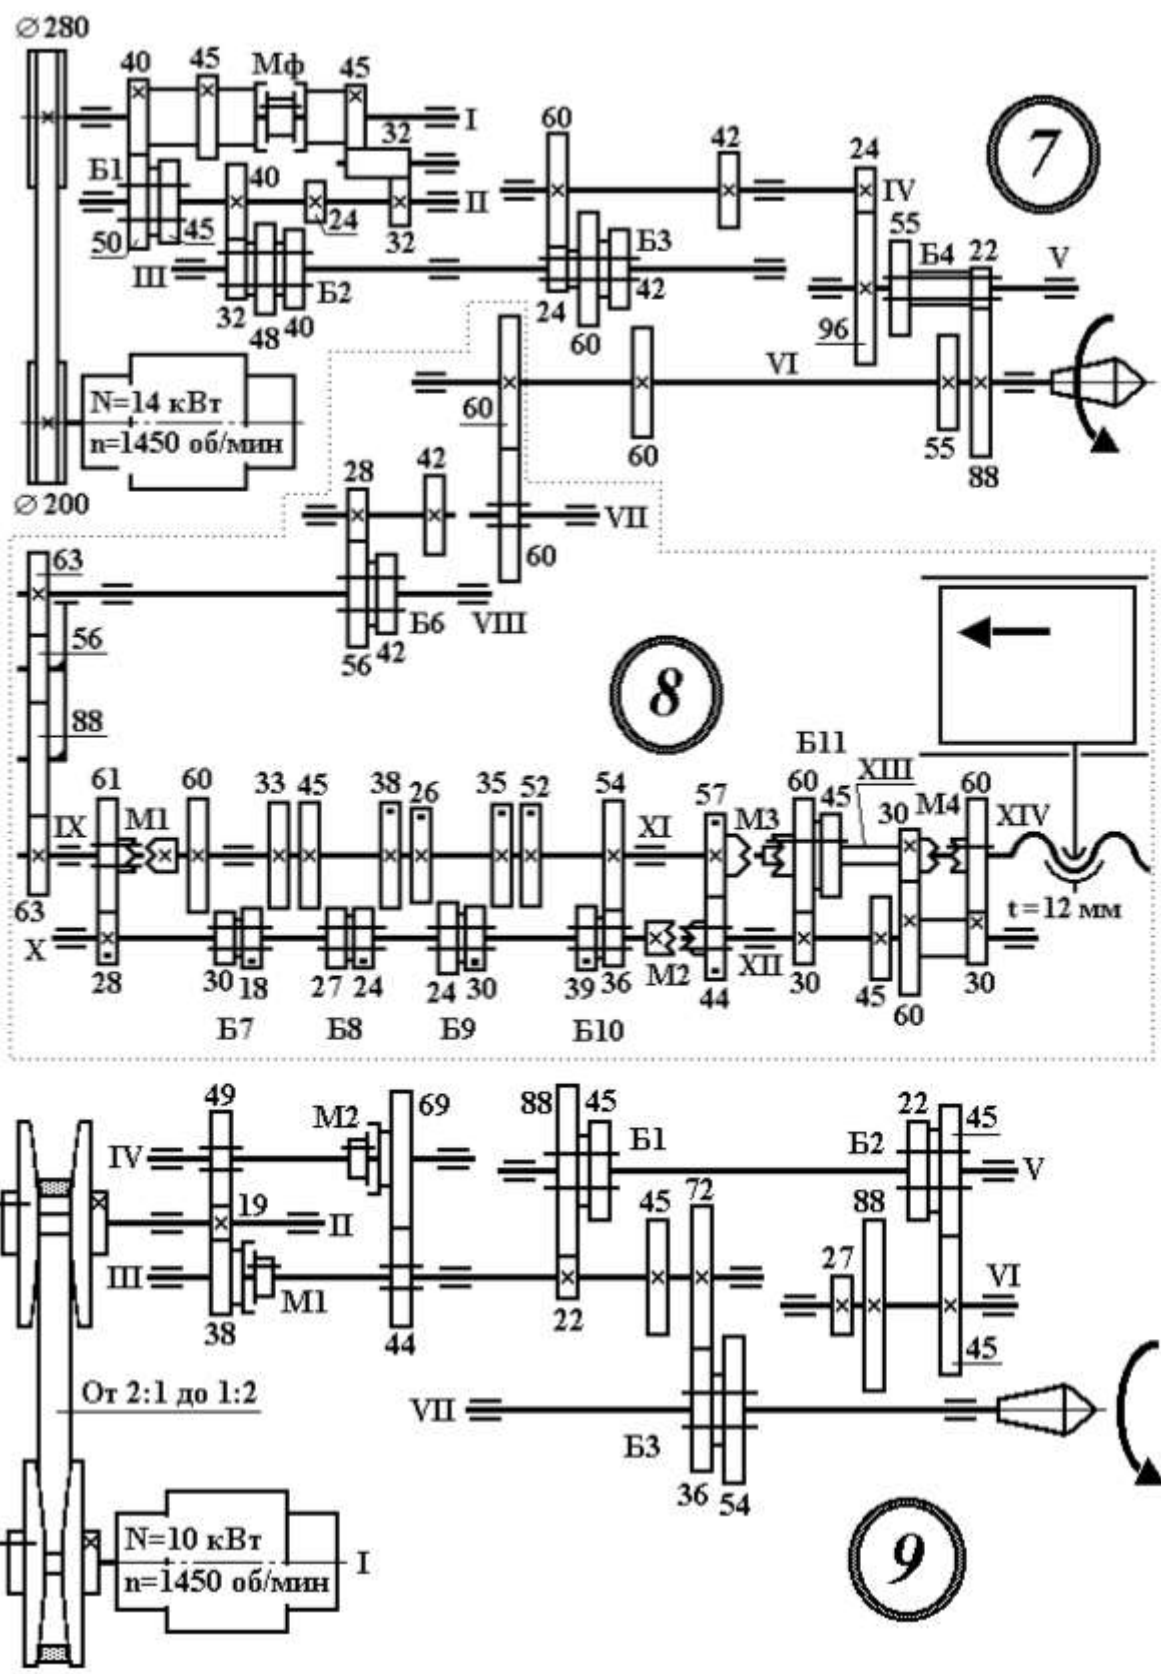 ⌀280
40
45
Мф
45
I
32
60
42
24
7
IV
Б1
40
II
50
45
24
32
55
Б4
22
V
III
Б2
Б3
32
48
40
24
42
60
96
VI
N=14 кВт
n=1450 об/мин
60
60
55
88
⌀200
28
42
VII
60
63
Б6
VIII
56
42
56
8
88
Б11
61
M1
60
33
45
38
26
35
52
54
57
M3
60
45
XIII
30
M4
60
XIV
IX
XI
63
t=12 мм
X
28
30
18
27
24
24
30
39
36
M2
44
XII
30
45
60
30
Б7
Б8
Б9
Б10
49
M2
69
88
45
Б1
22
Б2
45
IV
V
19
II
45
72
88
III
M1
27
VI
38
44
22
45
От 2:1 до 1:2
VII
Б3
36
54
N=10 кВт
n=1450 об/мин
I
9